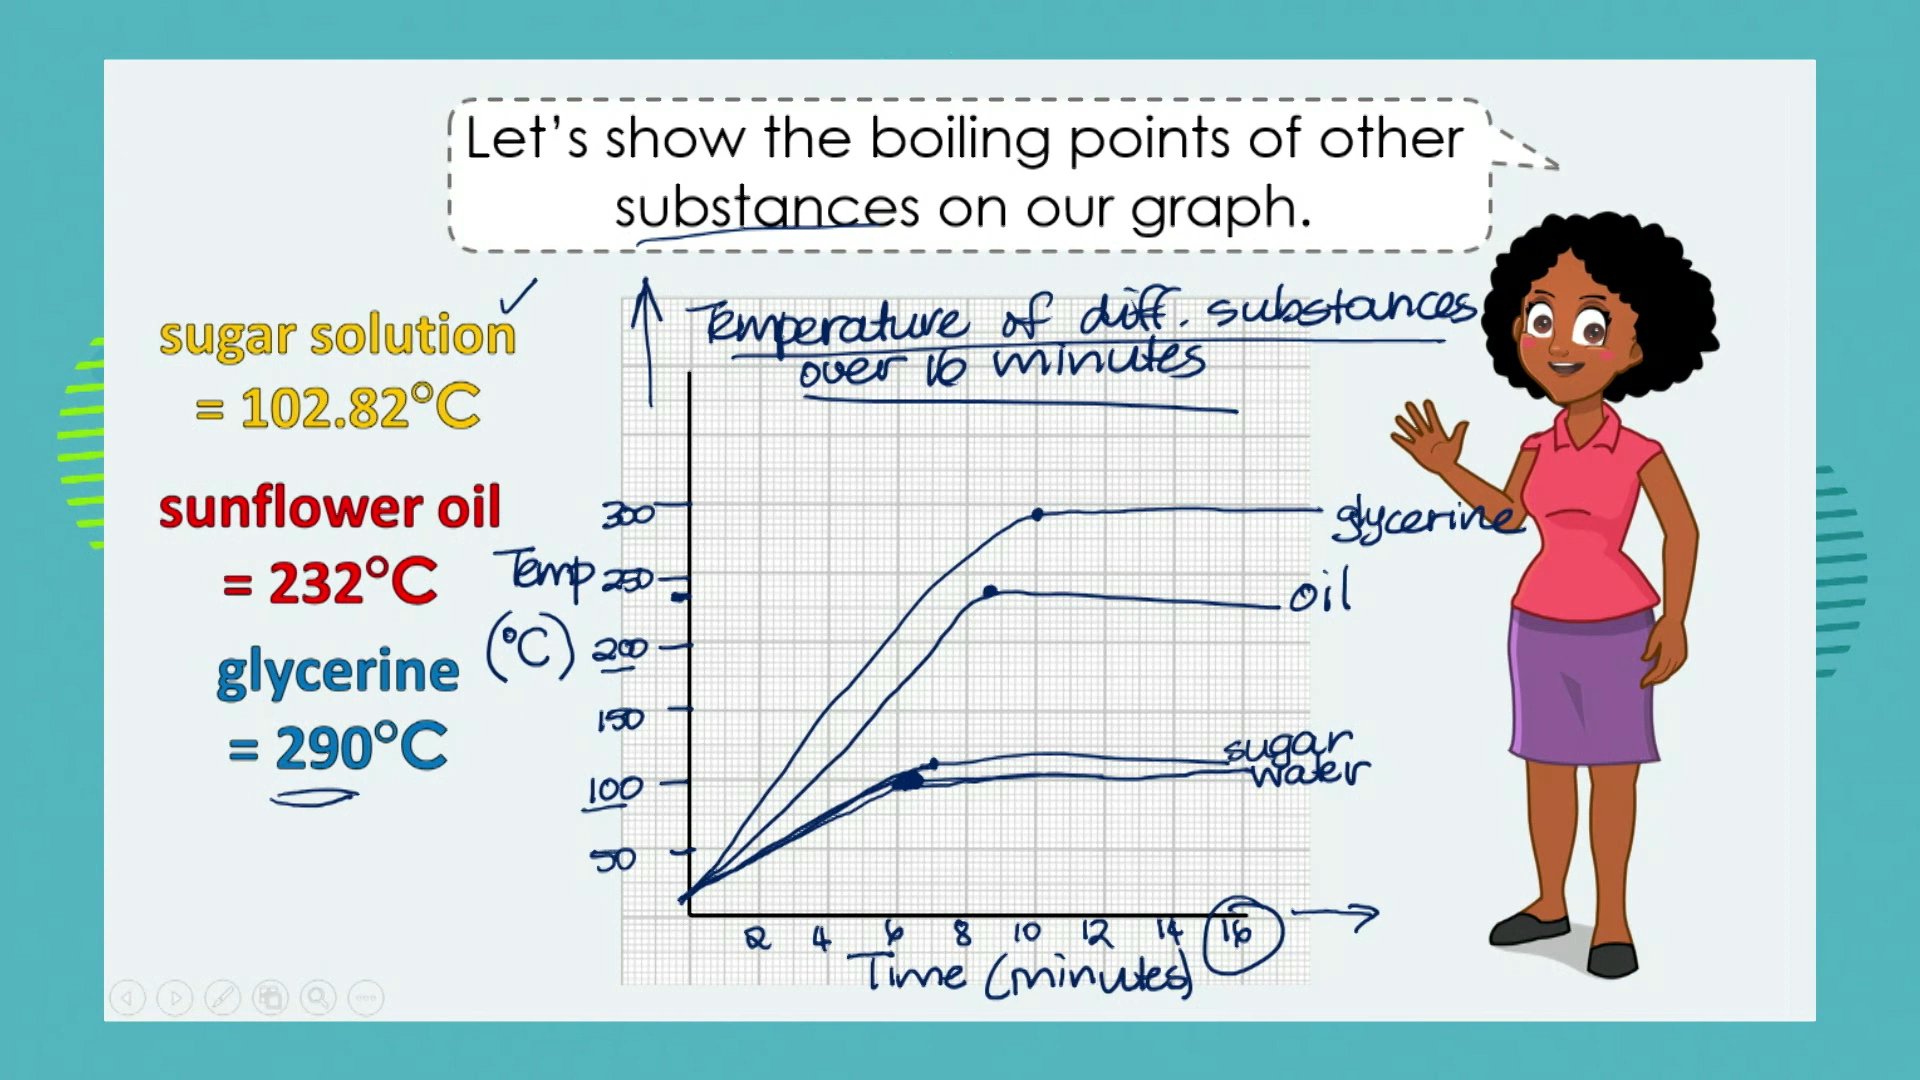 Let's show the boiling points of other
substances on our graph.
sugar solution
= 102.82°C
sunflower oil
= 232°C
glycerine
= 290°C
Temperature of diff. substances
over 16 minutes
Temp
(°C)
300
250
200
150
100
50
glycerine
oil
sugar
water
2 4 6 8 10 12 14 16
Time (minutes)